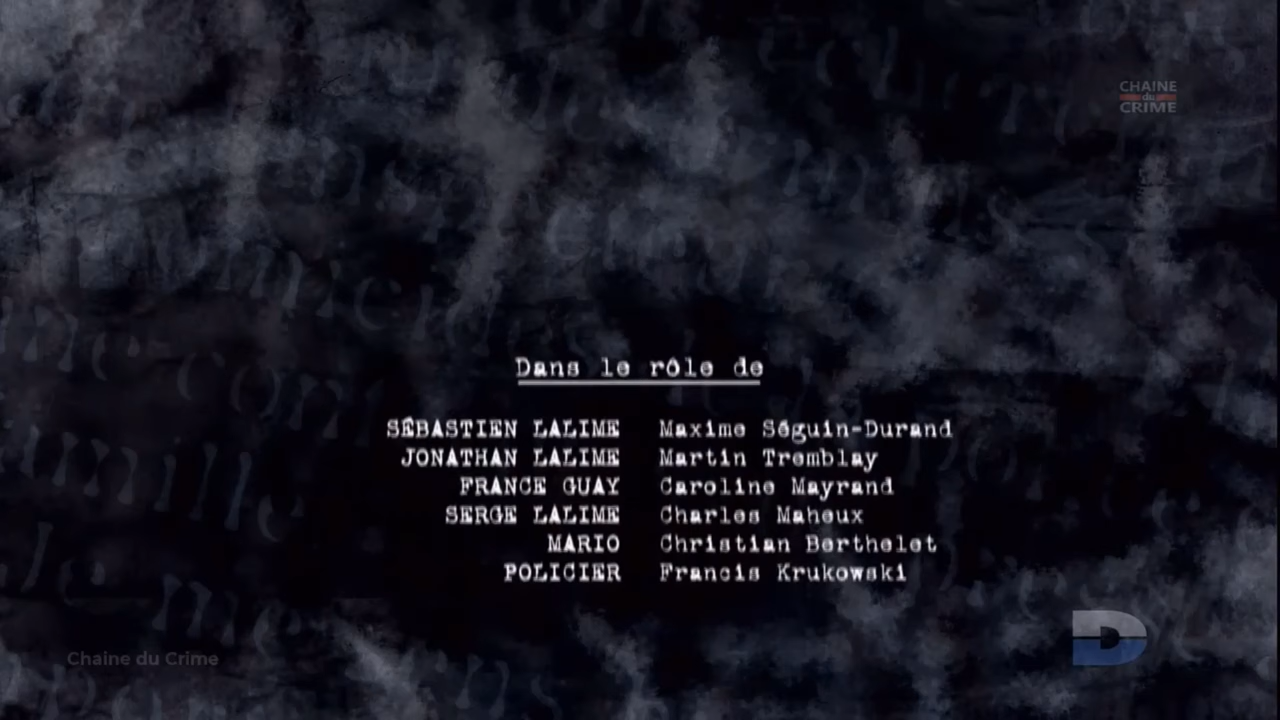 CHAINE
du
CRIME
Dans le rôle de
SÉBASTIEN LALIME Maxime Séguin-Durand
JONATHAN LALIME Martin Tremblay
FRANCE GUAY Caroline Mayrand
SERGE LALIME Charles Maheux
MARIO Christian Berthelet
POLICIER Francis Krukowski
D
Chaine du Crime